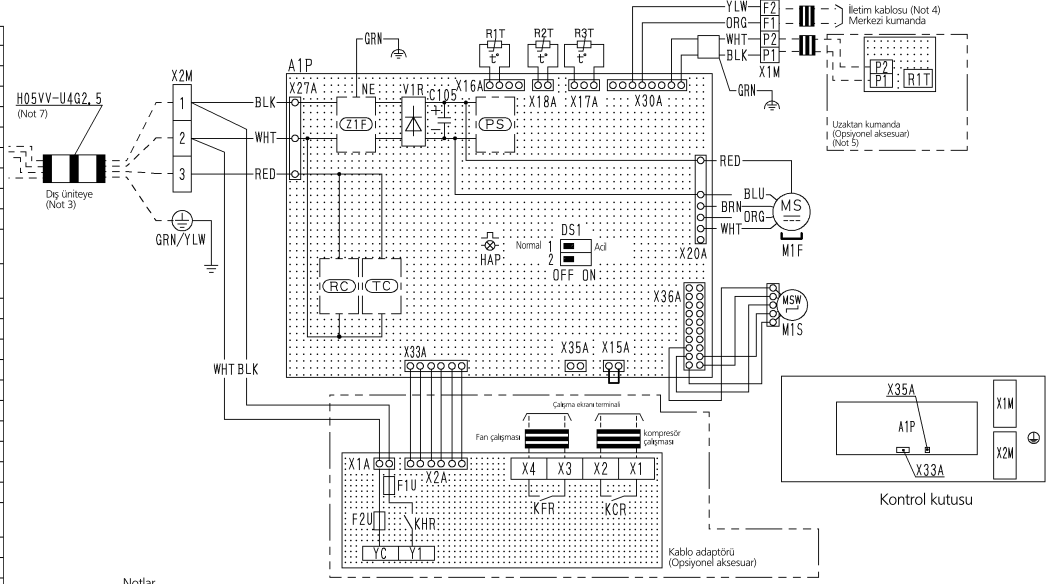 YLW F2
ORG F1
WHT P2
BLK P1
X1M
İletim kablosu (Not 4)
Merkezi kumanda
GRN
R1T R2T R3T
t° t° t°
P2
P1 R1T
Uzaktan kumanda
(Opsiyonel aksesuar)
(Not 5)
GRN
A1P
X16A X18A X17A X30A
X2M
X27A
NE V1R C105
H05VV-U4G2,5
(Not 7)
1 BLK
2 WHT
3 RED
Z1F
+
−
PS
Dış üniteye
(Not 3)
GRN/YLW
RED
BLU
BRN
ORG
WHT
MS
M1F
X20A
HAP
DS1
Normal 1 Acil
2
OFF ON
RC TC
X36A
MSW
M1S
X33A
X35A X15A
WHT BLK
Çalışma ekranı terminali
Fan çalışması
kompresör
çalışması
X1A
X2A
X4 X3 X2 X1
F1U
F2U
KHR
KFR KCR
YC Y1
Kablo adaptörü
(Opsiyonel aksesuar)
X35A
A1P
X33A
X1M
X2M
Kontrol kutusu
Notlar